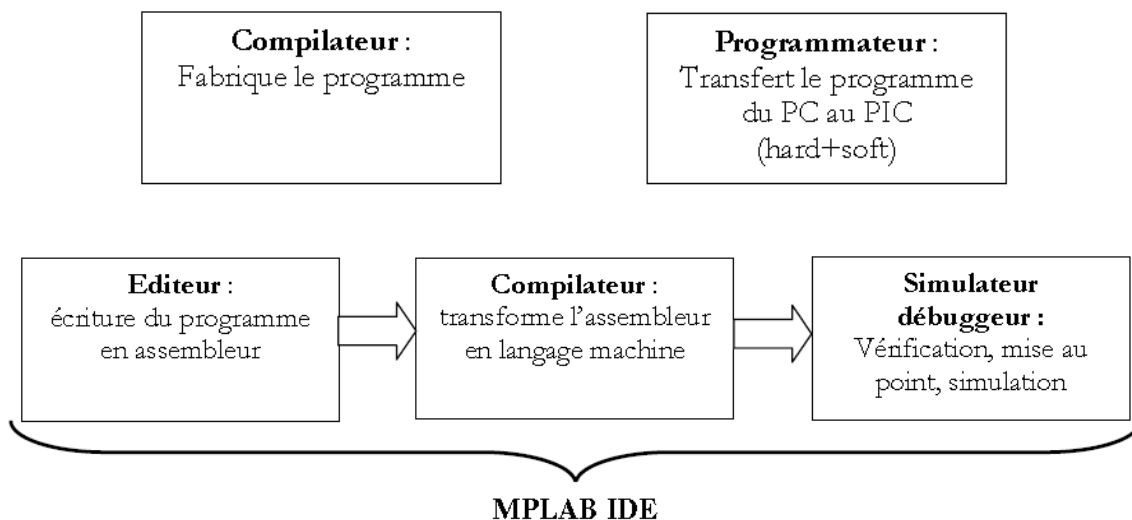 Compilateur :
Fabrique le programme
Programmateur :
Transfert le programme
du PC au PIC
(hard+soft)
Editeur :
écriture du programme
en assembleur
Compilateur :
transforme l'assembleur
en langage machine
Simulateur
débuggeur :
Vérification, mise au
point, simulation
MPLAB IDE